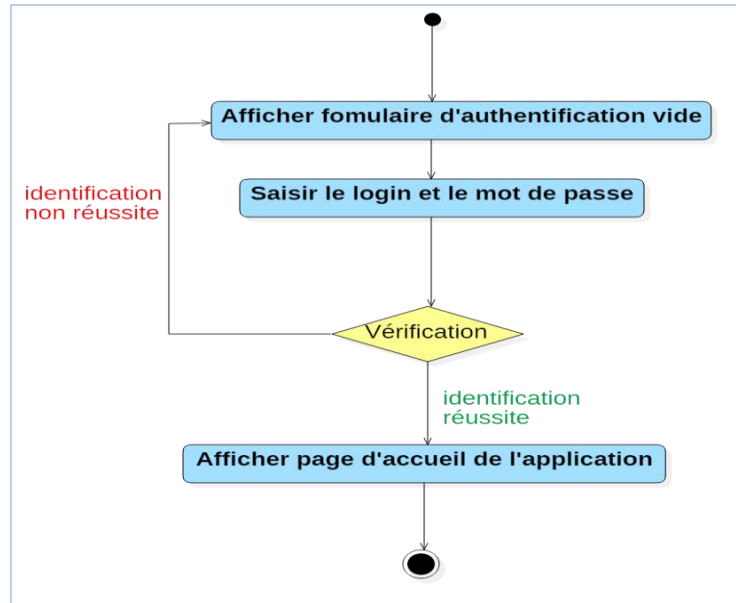 Afficher fomulaire d'authentification vide
identification
non réussite
Saisir le login et le mot de passe
Vérification
identification
réussite
Afficher page d'accueil de l'application